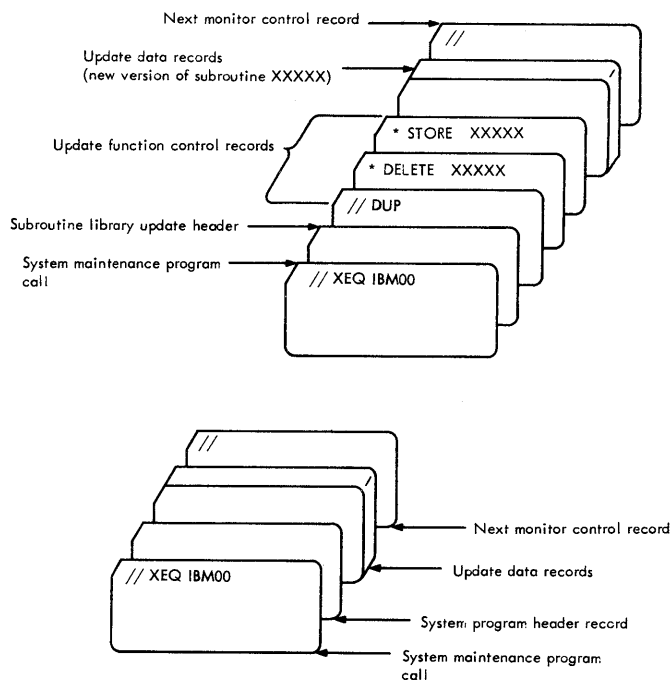 Next monitor control record
//
Update data records
(new version of subroutine XXXXX)
Update function control records
* STORE XXXXX
* DELETE XXXXX
// DUP
Subroutine library update header
System maintenance program
call
// XEQ IBM00
//
Next monitor control record
Update data records
// XEQ IBM00
System program header record
System maintenance program
call